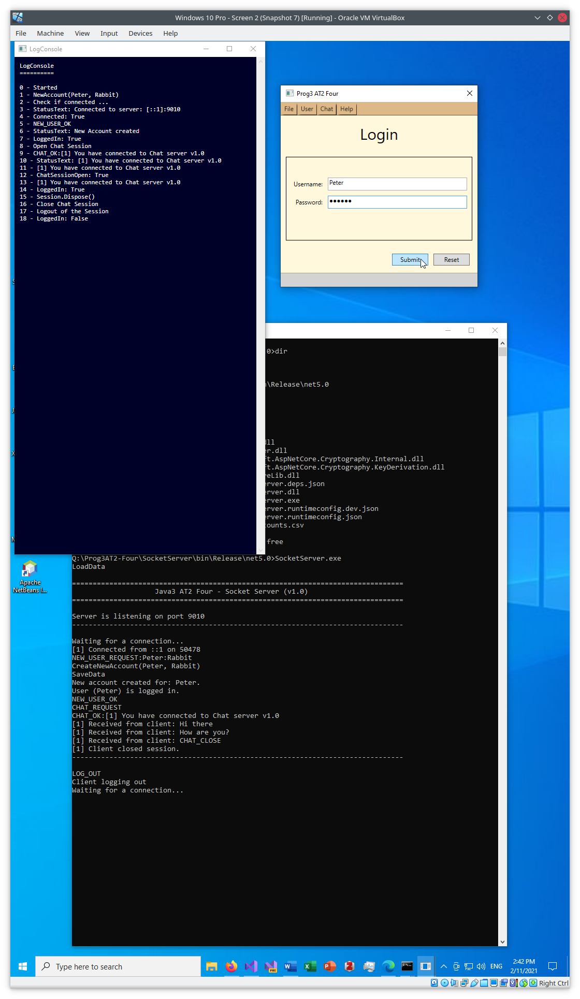 Windows 10 Pro - Screen 2 (Snapshot 7) [Running] - Oracle VM VirtualBox
File Machine View Input Devices Help
LogConsole
LogConsole
==========
0 - Started
1 - NewAccount(Peter, Rabbit)
2 - Check if connected ...
3 - StatusText: Connected to server: [::1]:9010
4 - Connected: True
5 - NEW_USER_OK
6 - StatusText: New Account created
7 - LoggedIn: True
8 - Open Chat Session
9 - CHAT_OK:[1] You have connected to Chat server v1.0
10 - StatusText: [1] You have connected to Chat server v1.0
11 - [1] You have connected to Chat server v1.0
12 - ChatSessionOpen: True
13 - [1] You have connected to Chat server v1.0
14 - LoggedIn: True
15 - Session.Dispose()
16 - Close Chat Session
17 - Logout of the Session
18 - LoggedIn: False
Prog3 AT2 Four
File User Chat Help
Login
Username: Peter
Password: ●●●●●●
Submit Reset
0>dir
\Release\net5.0
dll
er.dll
ft.AspNetCore.Cryptography.Internal.dll
ft.AspNetCore.Cryptography.KeyDerivation.dll
reLib.dll
erver.deps.json
erver.dll
erver.exe
erver.runtimeconfig.dev.json
erver.runtimeconfig.json
counts.csv
free
Q:\Prog3AT2-Four\SocketServer\bin\Release\net5.0>SocketServer.exe
LoadData
================================================================================
Java3 AT2 Four - Socket Server (v1.0)
================================================================================
Server is listening on port 9010
--------------------------------------------------------------------------------
Waiting for a connection...
[1] Connected from ::1 on 50478
NEW_USER_REQUEST:Peter:Rabbit
CreateNewAccount(Peter, Rabbit)
SaveData
New account created for: Peter.
User (Peter) is logged in.
NEW_USER_OK
CHAT_REQUEST
CHAT_OK:[1] You have connected to Chat server v1.0
[1] Received from client: Hi there
[1] Received from client: How are you?
[1] Received from client: CHAT_CLOSE
[1] Client closed session.
--------------------------------------------------------------------------------
LOG_OUT
Client logging out
Waiting for a connection...
Apache
NetBeans I...
Type here to search
ENG
2:42 PM
2/11/2021
Right Ctrl